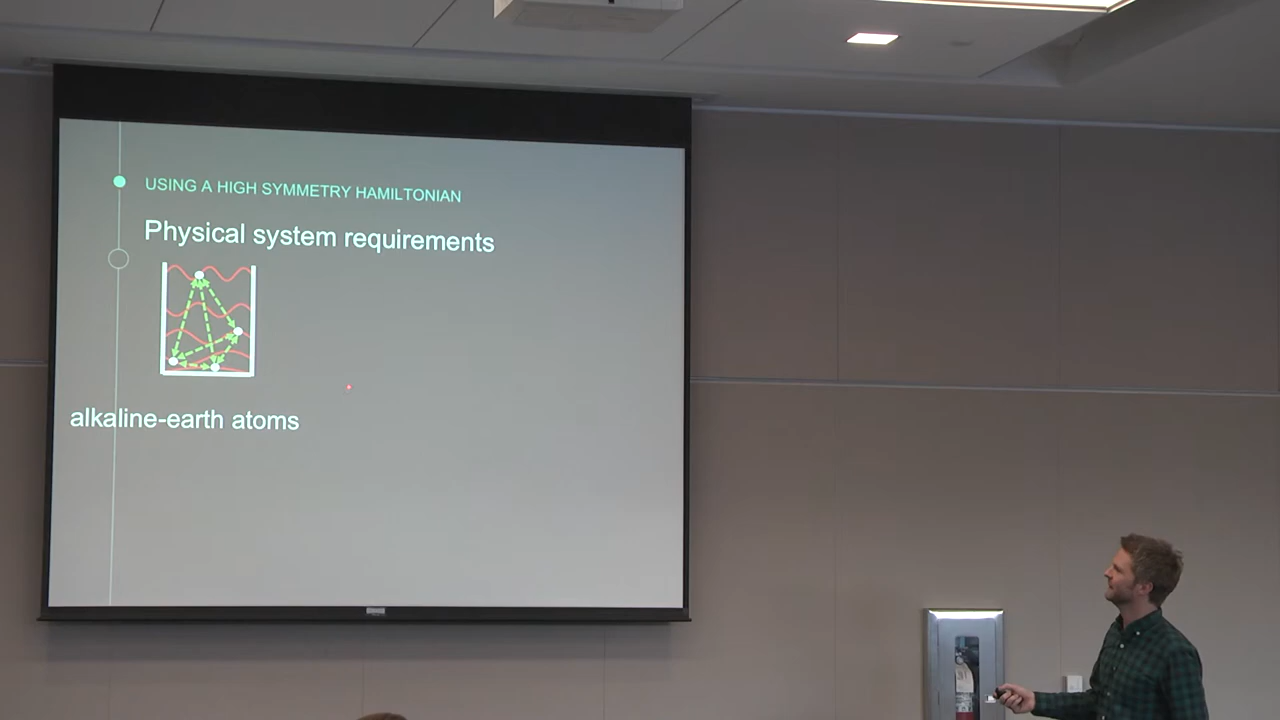 USING A HIGH SYMMETRY HAMILTONIAN
Physical system requirements
alkaline-earth atoms